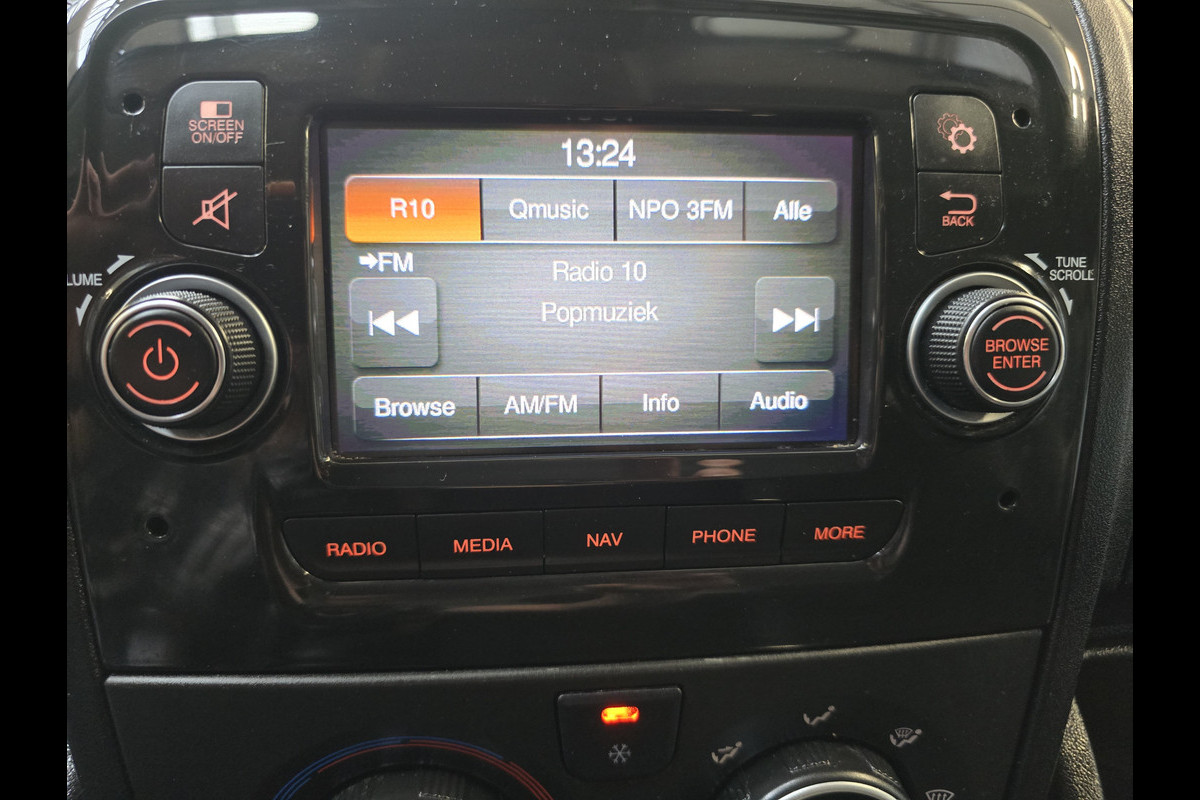 SCREEN
ON/OFF
13:24
R10 Qmusic NPO 3FM Alle
FM
Radio 10
Popmuziek
Browse AM/FM Info Audio
BACK
LUME
TUNE
SCROLL
BROWSE
ENTER
RADIO MEDIA NAV PHONE MORE